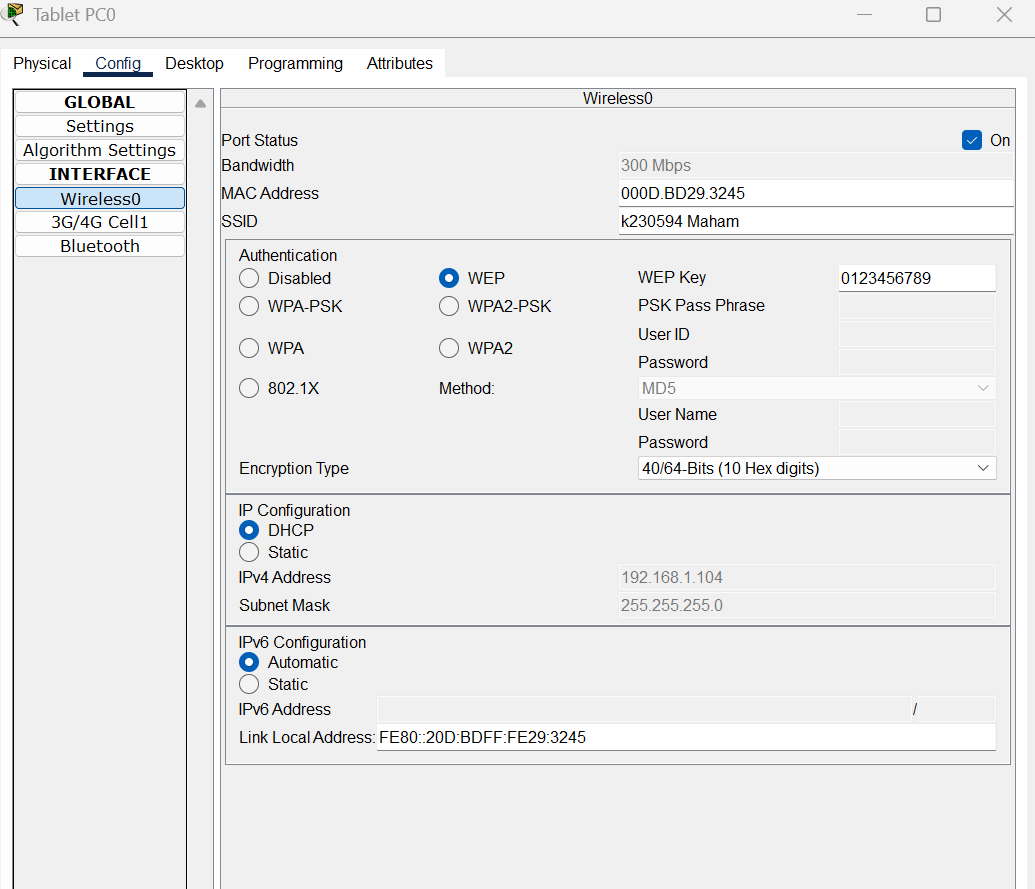 Tablet PC0
Physical Config Desktop Programming Attributes
GLOBAL
Settings
Algorithm Settings
INTERFACE
Wireless0
3G/4G Cell1
Bluetooth
Wireless0
Port Status On
Bandwidth 300 Mbps
MAC Address 000D.BD29.3245
SSID k230594 Maham
Authentication
Disabled WEP WEP Key 0123456789
WPA-PSK WPA2-PSK PSK Pass Phrase
User ID
WPA WPA2
Password
802.1X Method: MD5
User Name
Password
Encryption Type 40/64-Bits (10 Hex digits)
IP Configuration
DHCP
Static
IPv4 Address 192.168.1.104
Subnet Mask 255.255.255.0
IPv6 Configuration
Automatic
Static
IPv6 Address /
Link Local Address: FE80::20D:BDFF:FE29:3245